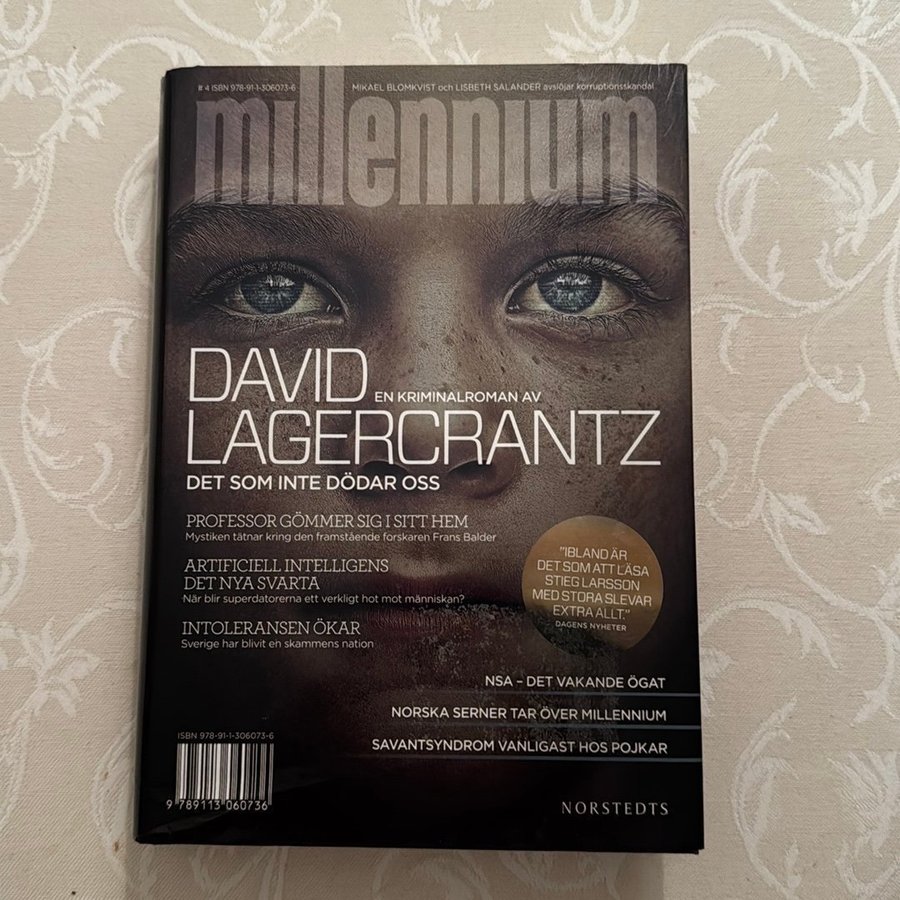 # 4 ISBN 978-91-1-306073-6
MIKAEL BLOMKVIST och LISBETH SALANDER avslöjar korruptionsskandal
millennium
DAVID
EN KRIMINALROMAN AV
LAGERCRANTZ
DET SOM INTE DÖDAR OSS
PROFESSOR GÖMMER SIG I SITT HEM
Mystiken tätnar kring den framstående forskaren Frans Balder
ARTIFICIELL INTELLIGENS
DET NYA SVARTA
När blir superdatorerna ett verkligt hot mot människan?
INTOLERANSEN ÖKAR
Sverige har blivit en skammens nation
"IBLAND ÄR
DET SOM ATT LÄSA
STIEG LARSSON
MED STORA SLEVAR
EXTRA ALLT."
DAGENS NYHETER
NSA – DET VAKANDE ÖGAT
NORSKA SERNER TAR ÖVER MILLENNIUM
SAVANTSYNDROM VANLIGAST HOS POJKAR
ISBN 978-91-1-306073-6
9 789113 060736
NORSTEDTS